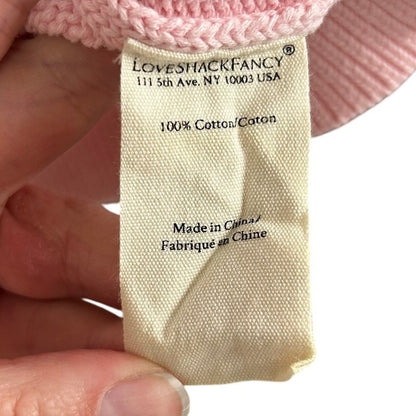 LOVESHACKFANCY®
111 5th Ave. NY 10003 USA
100% Cotton/Coton
Made in China/
Fabriqué en Chine